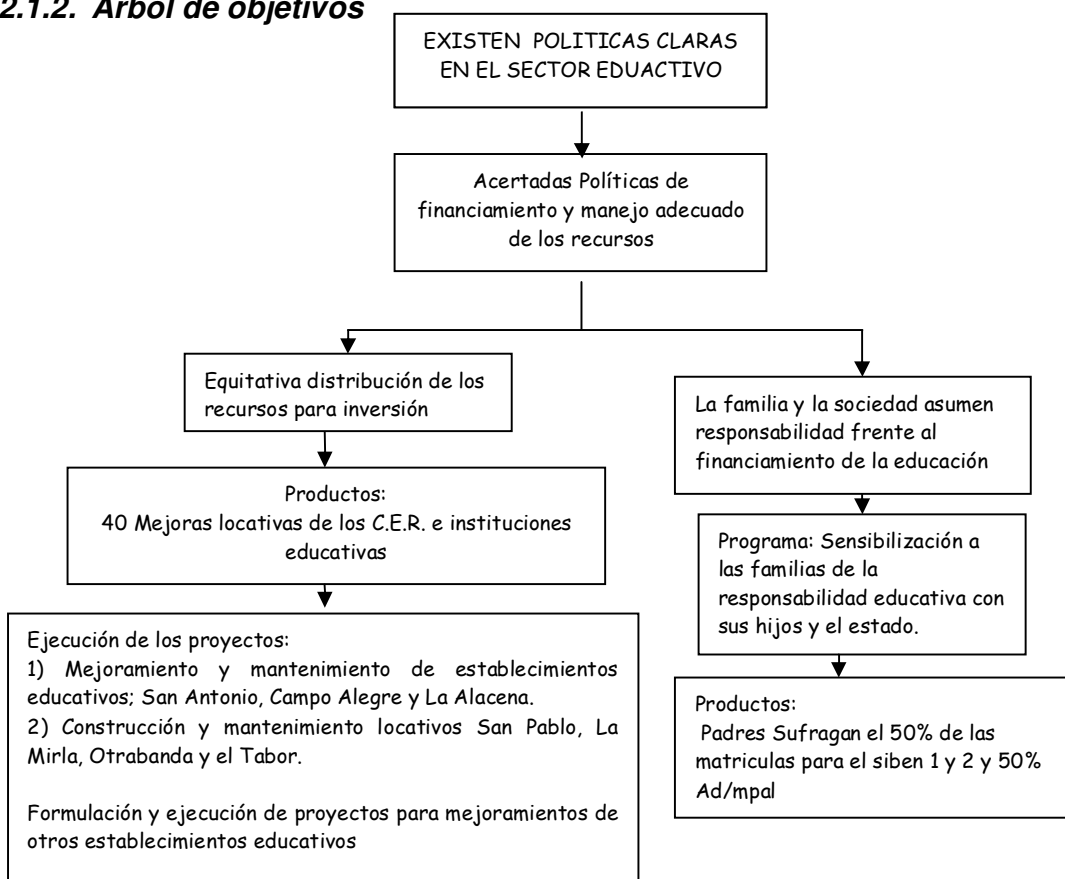 2.1.2. Árbol de objetivos
EXISTEN POLITICAS CLARAS
EN EL SECTOR EDUACTIVO
Acertadas Políticas de
financiamiento y manejo adecuado
de los recursos
Equitativa distribución de los
recursos para inversión
Productos:
40 Mejoras locativas de los C.E.R. e instituciones
educativas
Ejecución de los proyectos:
1) Mejoramiento y mantenimiento de establecimientos
educativos; San Antonio, Campo Alegre y La Alacena.
2) Construcción y mantenimiento locativos San Pablo, La
Mirla, Otrabanda y el Tabor.
Formulación y ejecución de proyectos para mejoramientos de
otros establecimientos educativos
La familia y la sociedad asumen
responsabilidad frente al
financiamiento de la educación
Programa: Sensibilización a
las familias de la
responsabilidad educativa con
sus hijos y el estado.
Productos:
Padres Sufragan el 50% de las
matriculas para el siben 1 y 2 y 50%
Ad/mpal